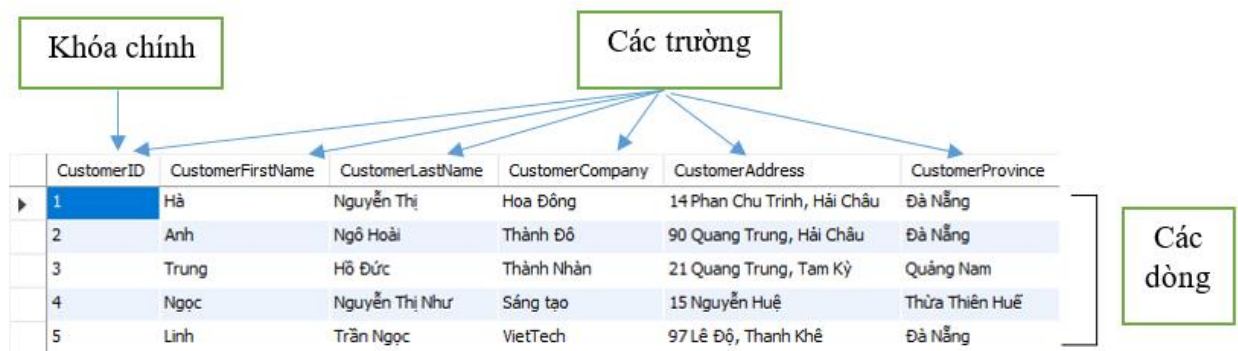 Khóa chính
Các trường
CustomerID CustomerFirstName CustomerLastName CustomerCompany CustomerAddress CustomerProvince
1 Hà Nguyễn Thị Hoa Đông 14 Phan Chu Trinh, Hải Châu Đà Nẵng
2 Anh Ngô Hoài Thành Đô 90 Quang Trung, Hải Châu Đà Nẵng
3 Trung Hồ Đức Thành Nhàn 21 Quang Trung, Tam Kỳ Quảng Nam
4 Ngọc Nguyễn Thị Như Sáng tạo 15 Nguyễn Huệ Thừa Thiên Huế
5 Linh Trần Ngọc VietTech 97 Lê Độ, Thanh Khê Đà Nẵng
Các
dòng